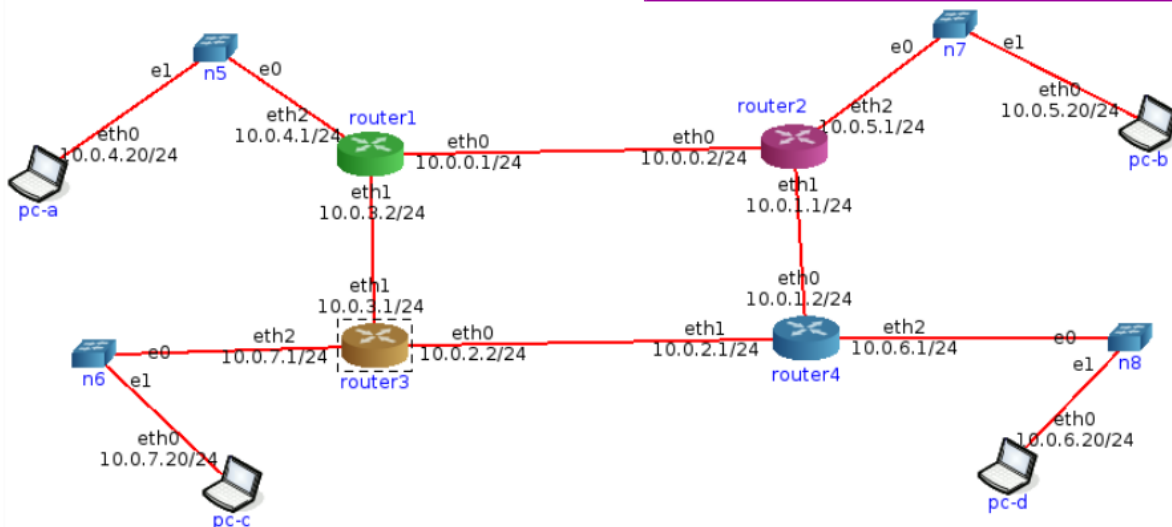 n5
e1
e0
eth0
10.0.4.20/24
pc-a
eth2
10.0.4.1/24
router1
eth0
10.0.0.1/24
eth1
10.0.3.2/24
router2
eth0
10.0.0.2/24
eth2
10.0.5.1/24
eth1
10.0.1.1/24
n7
e0
e1
eth0
10.0.5.20/24
pc-b
eth1
10.0.3.1/24
eth2
10.0.7.1/24
eth0
10.0.2.2/24
router3
n6
e0
e1
eth0
10.0.7.20/24
pc-c
eth0
10.0.1.2/24
eth1
10.0.2.1/24
eth2
10.0.6.1/24
router4
n8
e0
e1
eth0
10.0.6.20/24
pc-d